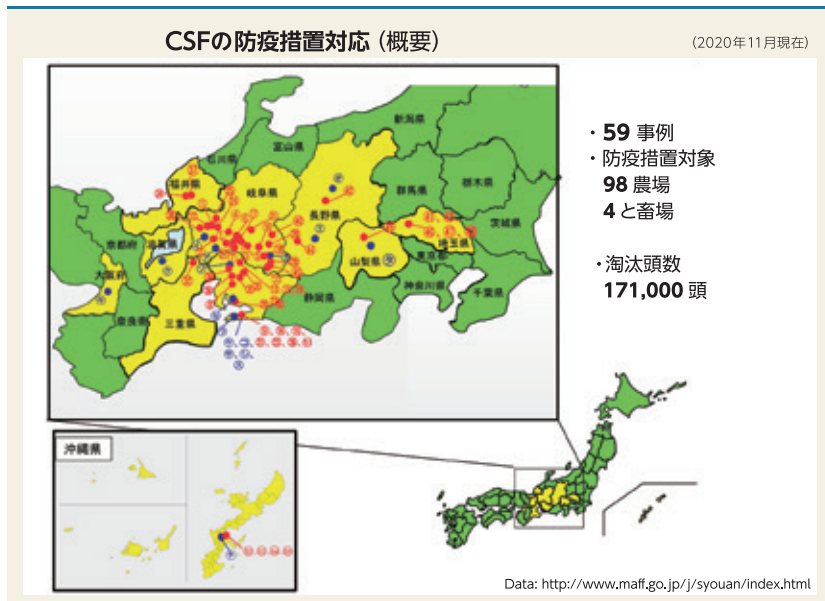 CSFの防疫措置対応(概要)
(2020年11月現在)
・59 事例
・防疫措置対象
98 農場
4 と畜場
・淘汰頭数
171,000 頭
新潟県
富山県
石川県
福井県
岐阜県
長野県
群馬県
栃木県
茨城県
埼玉県
東京都
山梨県
神奈川県
千葉県
静岡県
京都府
滋賀県
大阪府
奈良県
三重県
沖縄県
Data: http://www.maff.go.jp/j/syouan/index.html